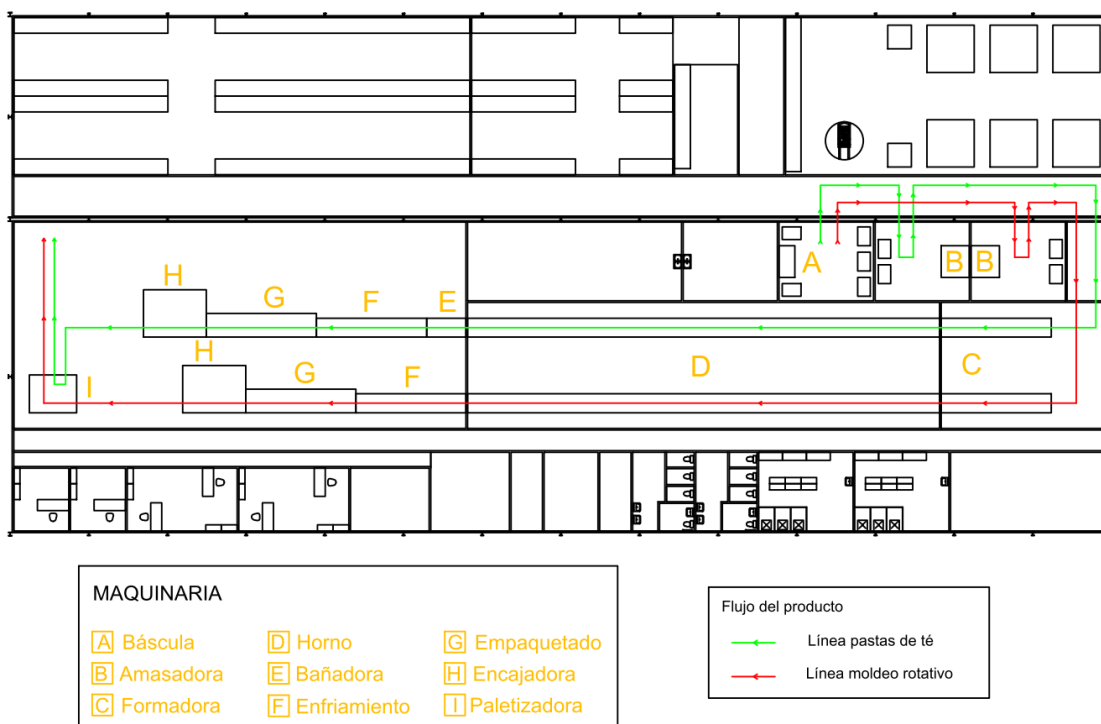 A
B B
H
G
F
E
H
G
F
D
C
I
MAQUINARIA
A Báscula
D Horno
G Empaquetado
B Amasadora
E Bañadora
H Encajadora
C Formadora
F Enfriamiento
I Paletizadora
Flujo del producto
Línea pastas de té
Línea moldeo rotativo